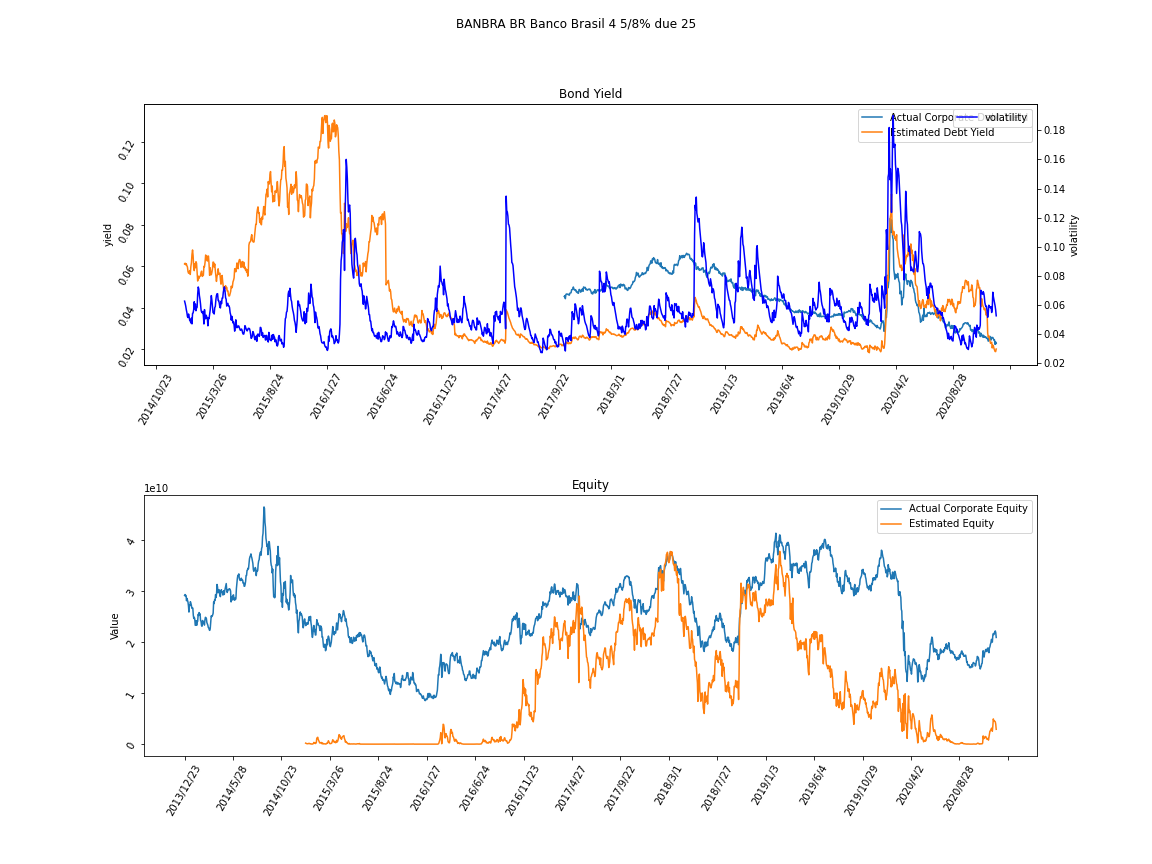 BANBRA BR Banco Brasil 4 5/8% due 25
Bond Yield
Actual Corpo
Estimated Debt Yield
volatility
yield
0.12
0.10
0.08
0.06
0.04
0.02
0.18
0.16
0.14
0.12
0.10
0.08
0.06
0.04
0.02
volatility
2014/10/23 2015/3/26 2015/8/24 2016/1/27 2016/6/24 2016/11/23 2017/4/27 2017/9/22 2018/3/1 2018/7/27 2019/1/3 2019/6/4 2019/10/29 2020/4/2 2020/8/28
1e10
Equity
Actual Corporate Equity
Estimated Equity
Value
4
3
2
1
0
2013/12/23 2014/5/28 2014/10/23 2015/3/26 2015/8/24 2016/1/27 2016/6/24 2016/11/23 2017/4/27 2017/9/22 2018/3/1 2018/7/27 2019/1/3 2019/6/4 2019/10/29 2020/4/2 2020/8/28